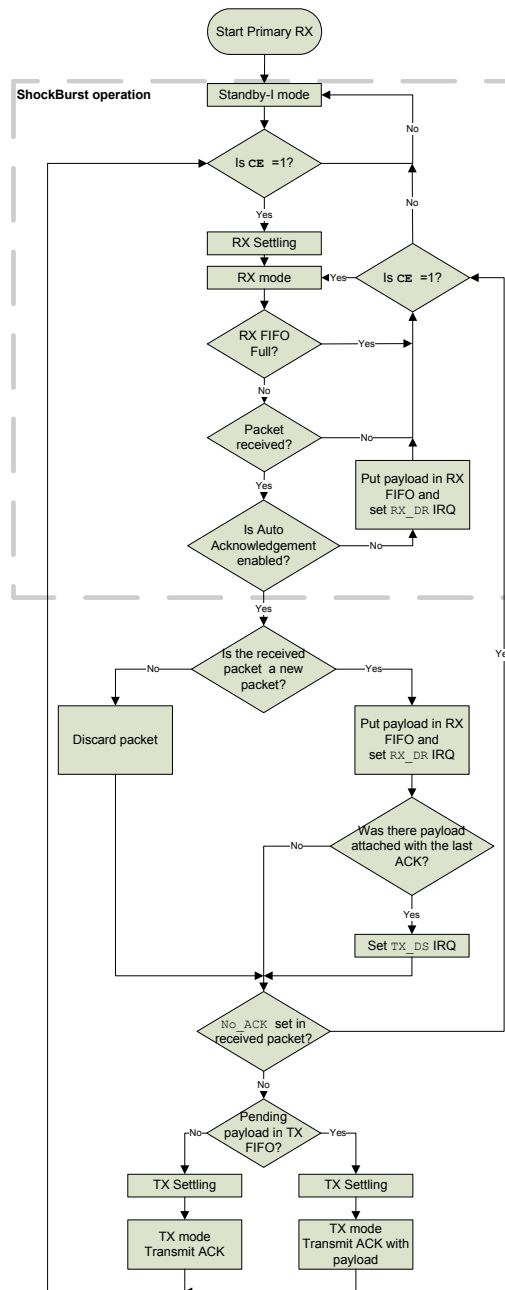 Start Primary RX
ShockBurst operation
Standby-I mode
No
Is CE =1?
No
Yes
RX Settling
RX mode
Yes
Is CE =1?
RX FIFO
Full?
Yes
No
Packet
received?
No
Put payload in RX
FIFO and
set RX_DR IRQ
Yes
Is Auto
Acknowledgement
enabled?
No
Yes
Is the received
packet a new
packet?
No
Yes
Ye
Discard packet
Put payload in RX
FIFO and
set RX_DR IRQ
Was there payload
attached with the last
ACK?
No
Yes
Set TX_DS IRQ
No_ACK set in
received packet?
No
Pending
payload in TX
FIFO?
No
Yes
TX Settling
TX Settling
TX mode
Transmit ACK
TX mode
Transmit ACK with
payload